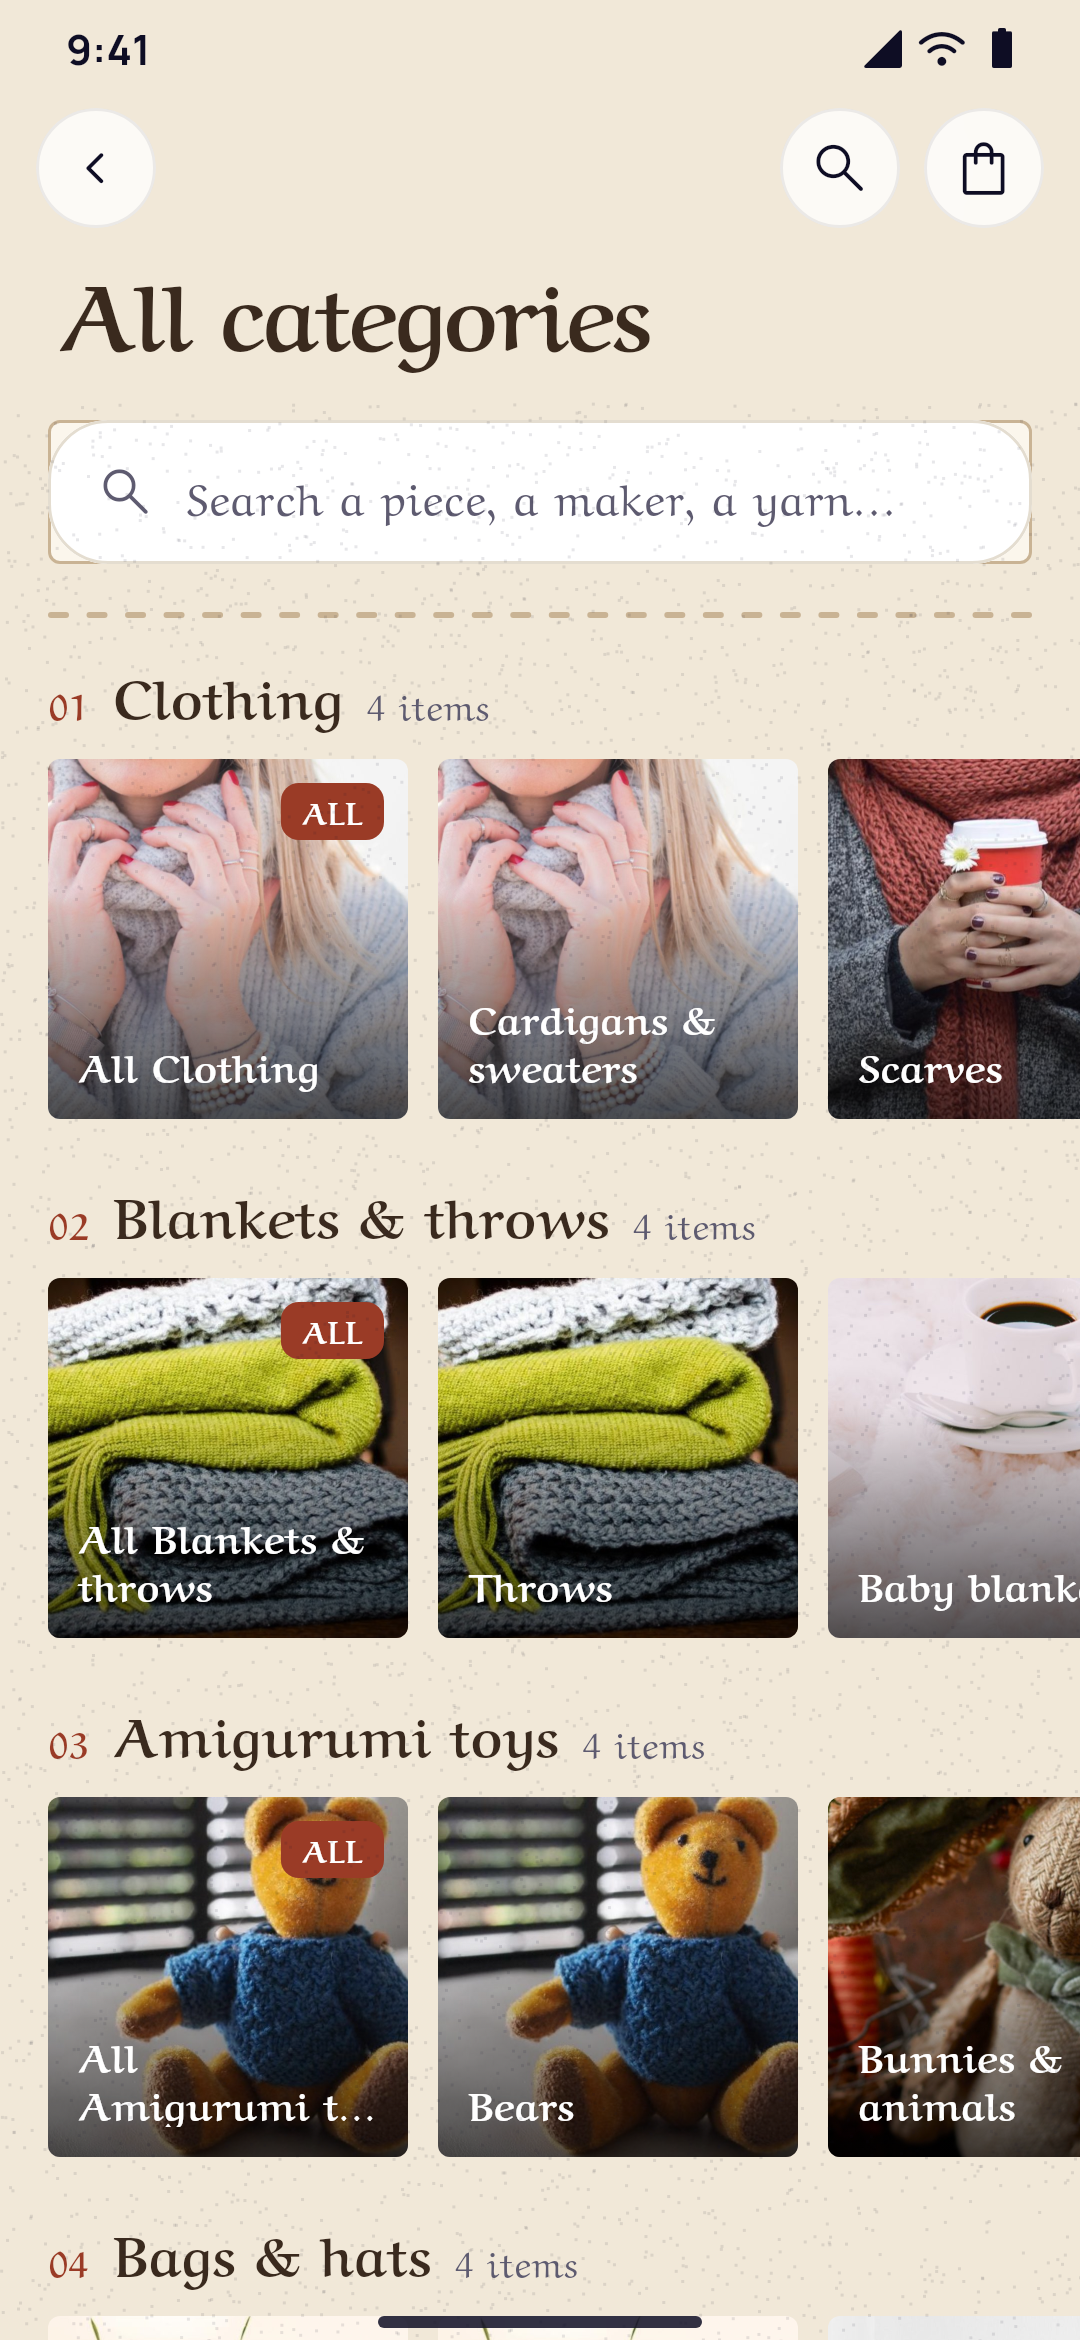 9:41
All categories
Search a piece, a maker, a yarn...
01 Clothing 4 items
ALL
All Clothing
Cardigans &
sweaters
Scarves
02 Blankets & throws 4 items
ALL
All Blankets &
throws
Throws
Baby blank
03 Amigurumi toys 4 items
ALL
All
Amigurumi t...
Bears
Bunnies &
animals
04 Bags & hats 4 items